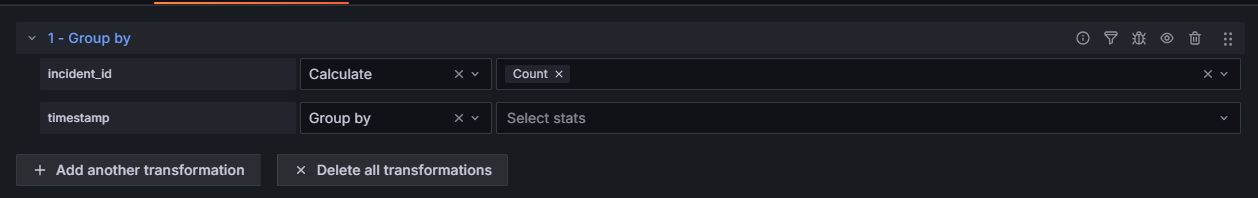 1 - Group by
incident_id Calculate Count
timestamp Group by Select stats
Add another transformation Delete all transformations